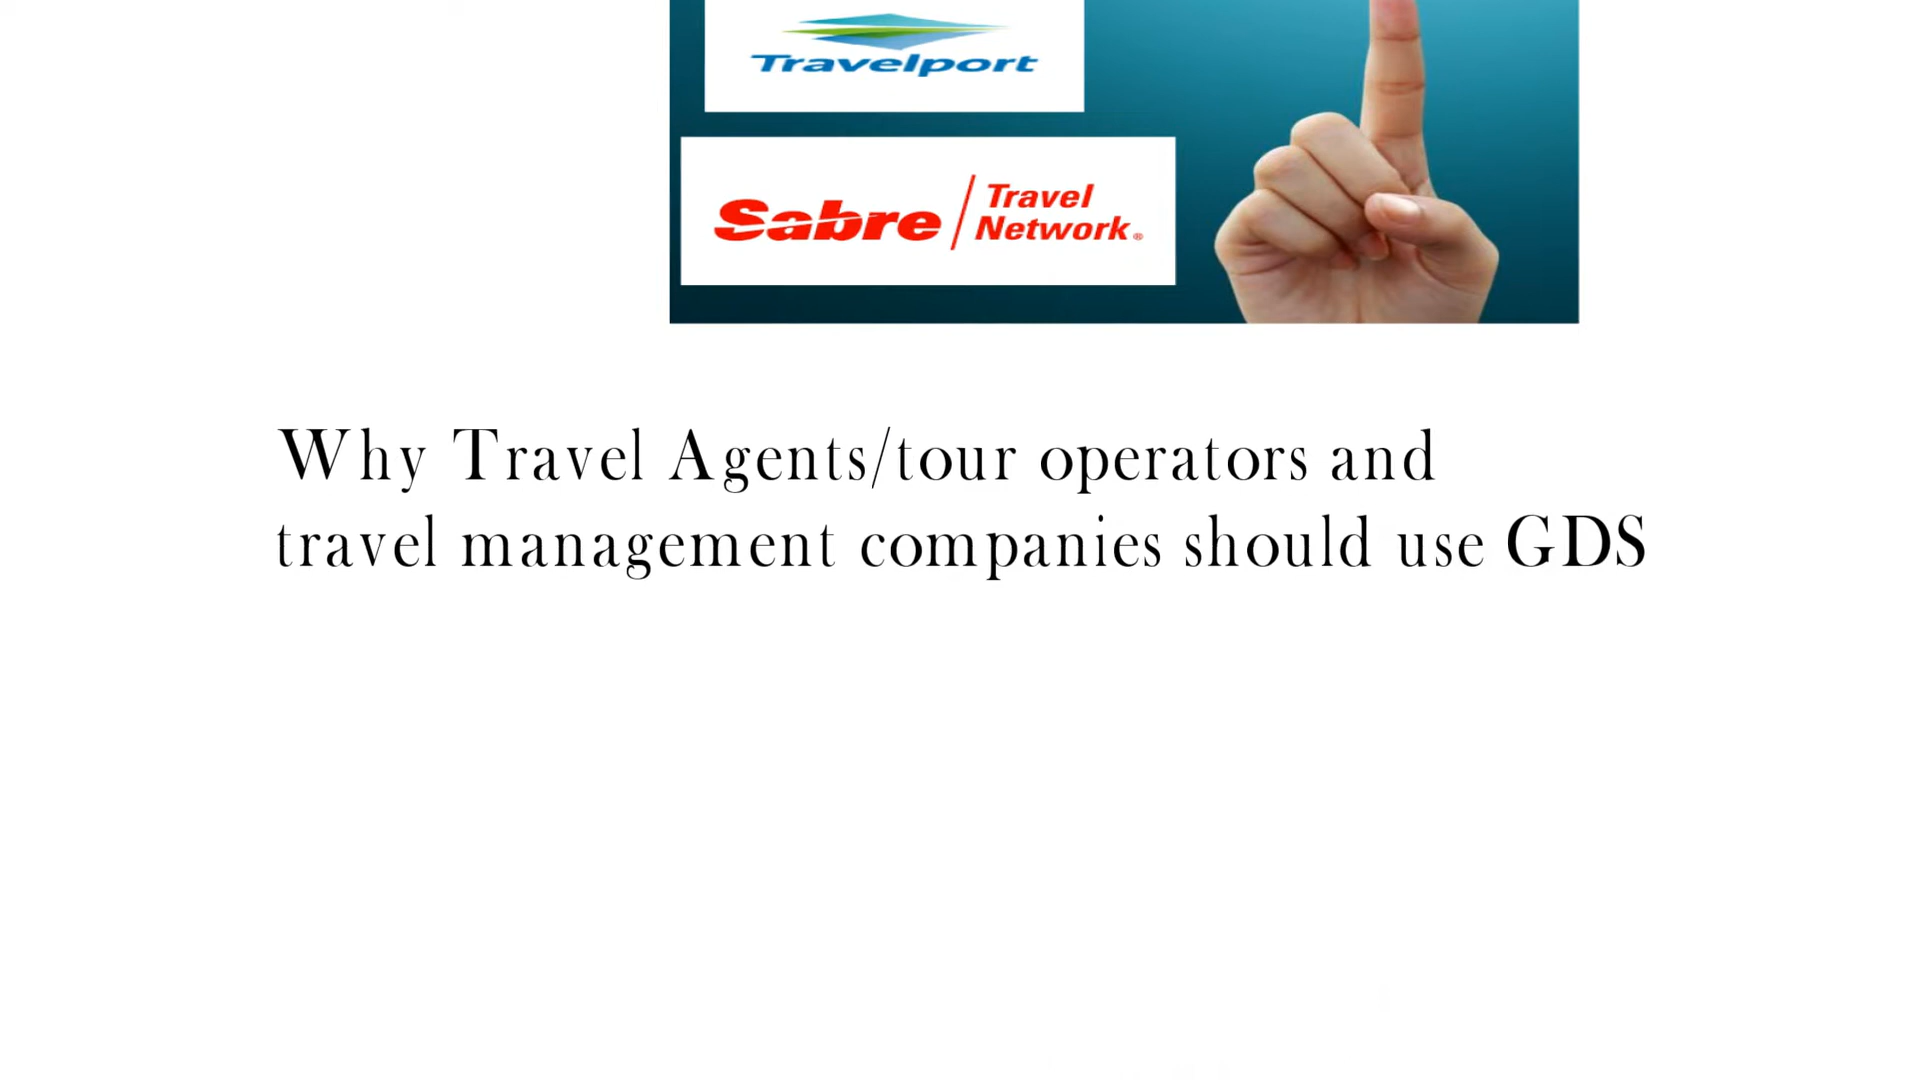 Travelport
Sabre Travel Network®
Why Travel Agents/tour operators and
travel management companies should use GDS